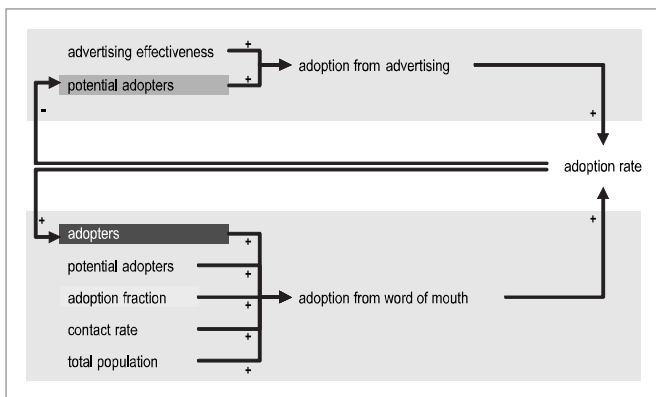 advertising effectiveness
+
adoption from advertising
potential adopters
+
-
+
adoption rate
+
+
adopters
+
potential adopters
+
adoption fraction
+
adoption from word of mouth
contact rate
+
total population
+